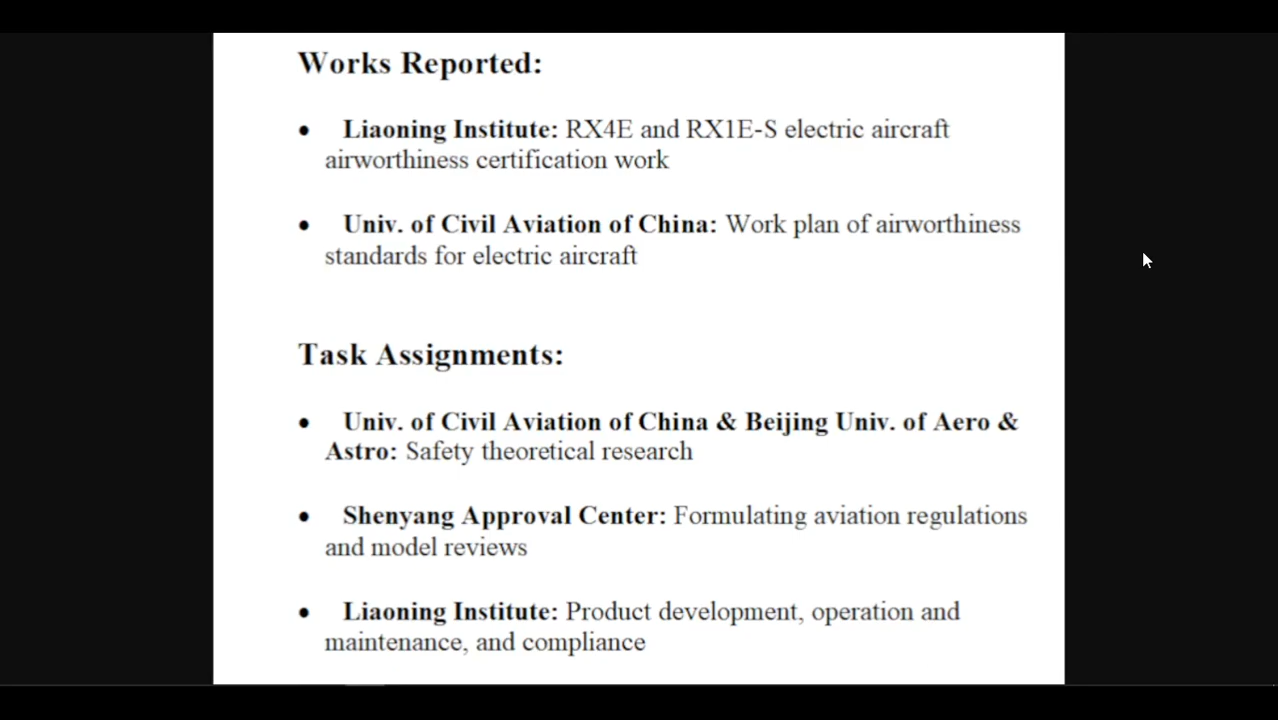 Works Reported:
• Liaoning Institute: RX4E and RX1E-S electric aircraft
airworthiness certification work
• Univ. of Civil Aviation of China: Work plan of airworthiness
standards for electric aircraft
Task Assignments:
• Univ. of Civil Aviation of China & Beijing Univ. of Aero &
Astro: Safety theoretical research
• Shenyang Approval Center: Formulating aviation regulations
and model reviews
• Liaoning Institute: Product development, operation and
maintenance, and compliance